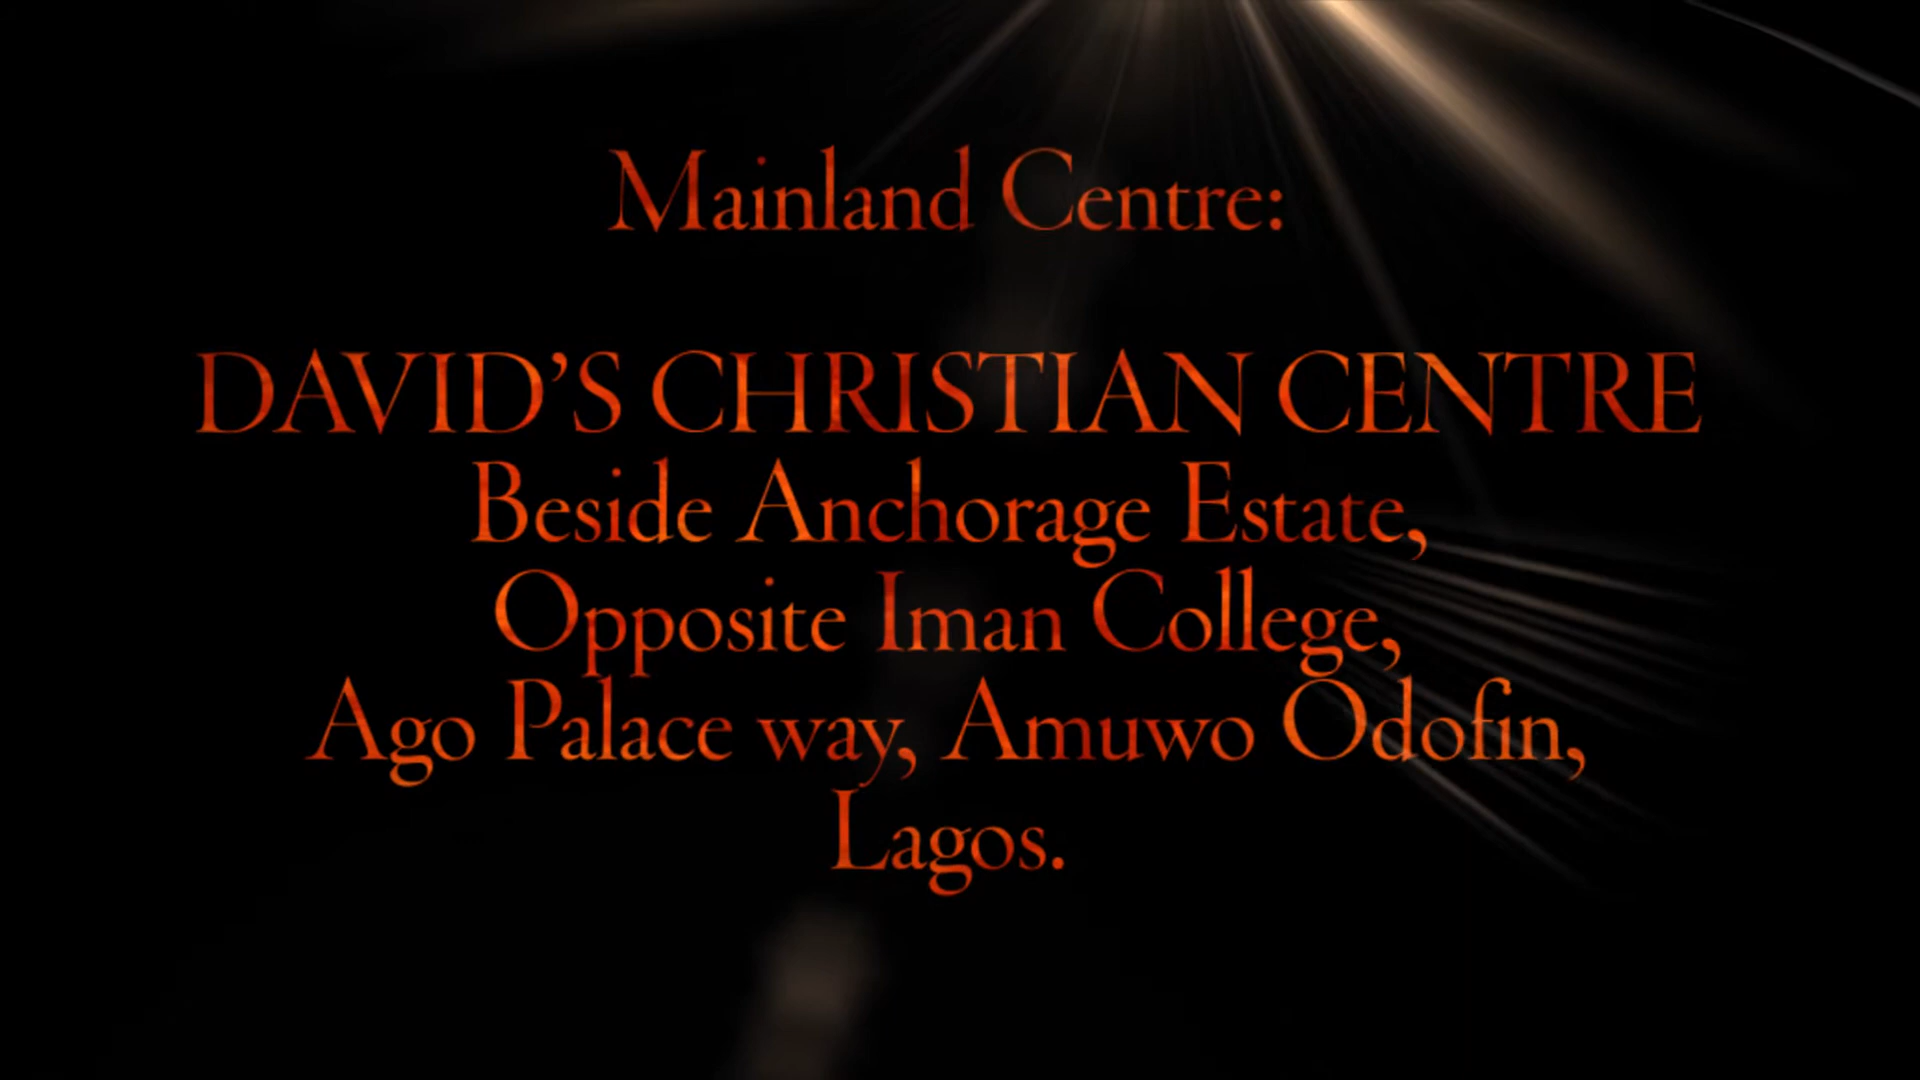 Mainland Centre:
DAVID’S CHRISTIAN CENTRE
Beside Anchorage Estate,
Opposite Iman College,
Ago Palace way, Amuwo Odofin,
Lagos.